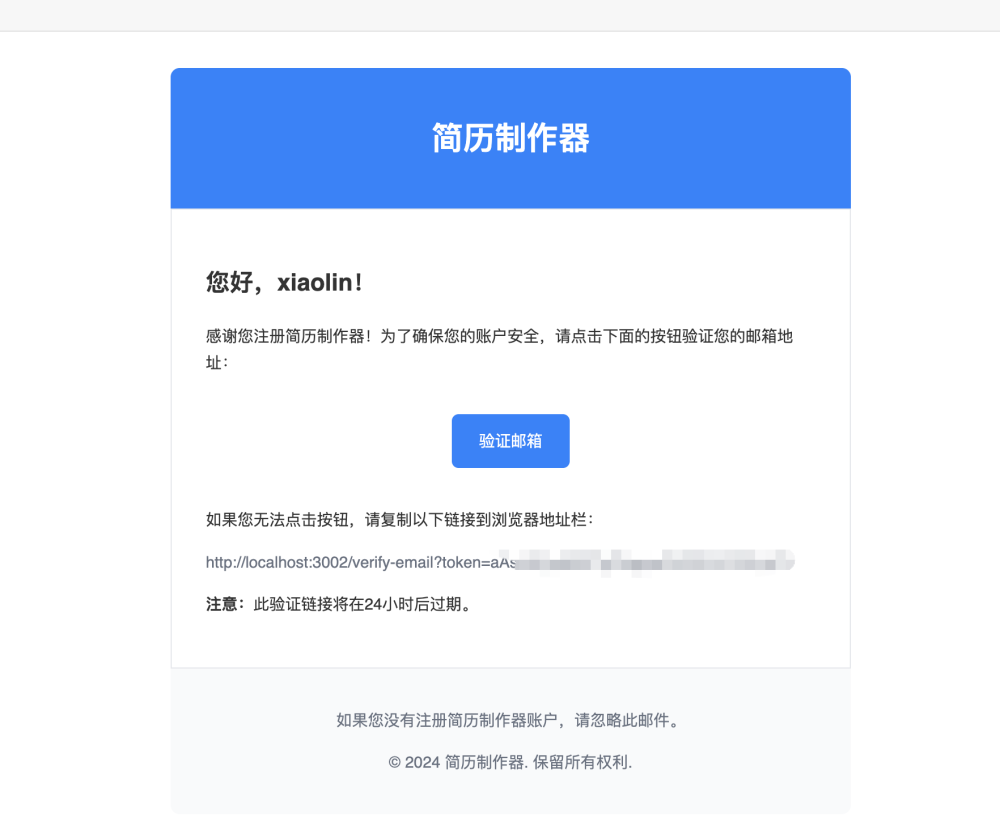 简历制作器
您好，xiaolin！
感谢您注册简历制作器！为了确保您的账户安全，请点击下面的按钮验证您的邮箱地
址：
验证邮箱
如果您无法点击按钮，请复制以下链接到浏览器地址栏：
http://localhost:3002/verify-email?token=aAs
注意：此验证链接将在24小时后过期。
如果您没有注册简历制作器账户，请忽略此邮件。
© 2024 简历制作器. 保留所有权利.